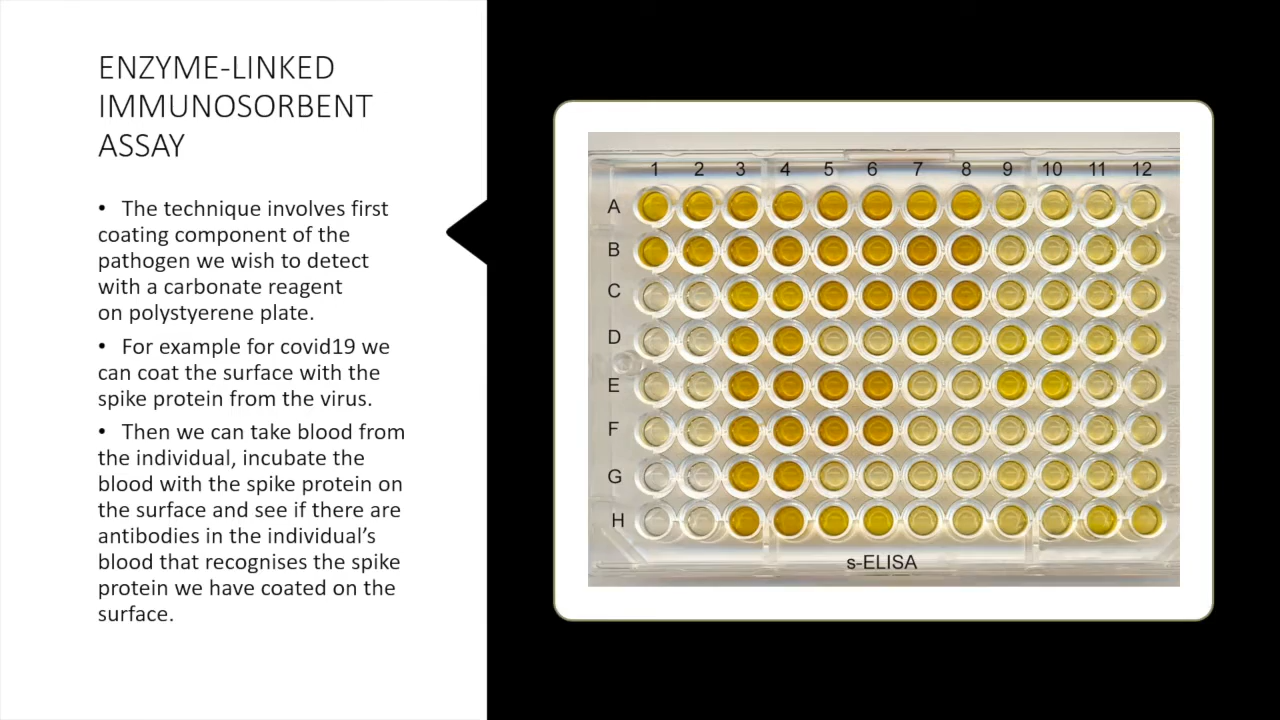 ENZYME-LINKED
IMMUNOSORBENT
ASSAY
• The technique involves first
coating component of the
pathogen we wish to detect
with a carbonate reagent
on polystyerene plate.
• For example for covid19 we
can coat the surface with the
spike protein from the virus.
• Then we can take blood from
the individual, incubate the
blood with the spike protein on
the surface and see if there are
antibodies in the individual’s
blood that recognises the spike
protein we have coated on the
surface.
1 2 3 4 5 6 7 8 9 10 11 12
A
B
C
D
E
F
G
H
s-ELISA